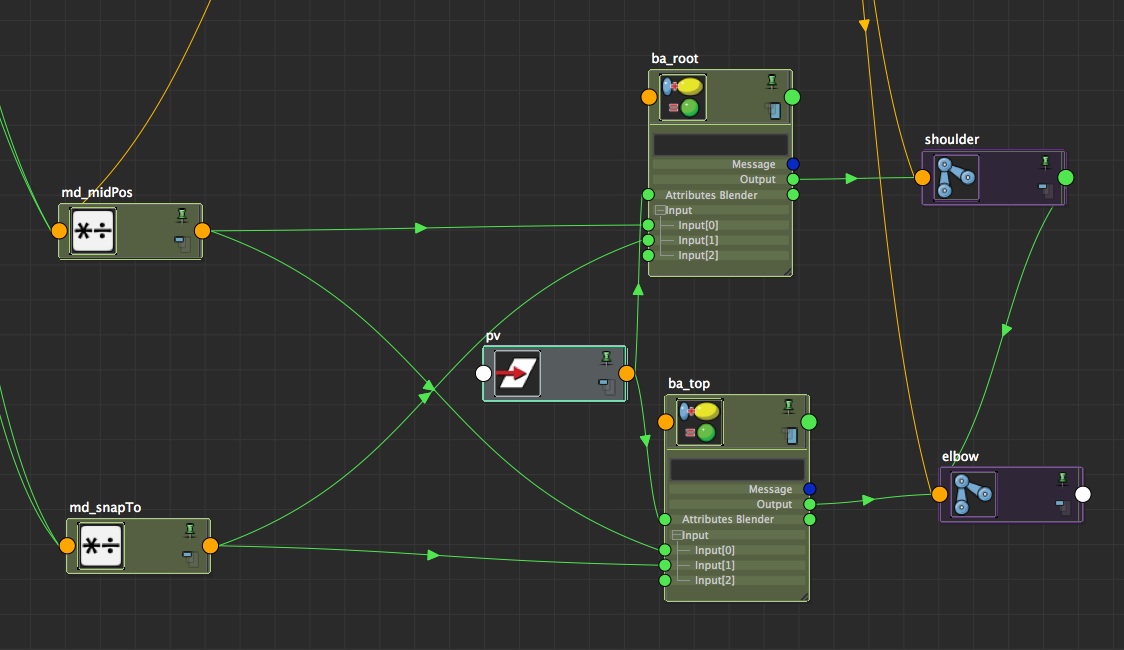 ba_root
Message
Output
Attributes Blender
Input
Input[0]
Input[1]
Input[2]
shoulder
md_midPos
pv
ba_top
Message
Output
Attributes Blender
Input
Input[0]
Input[1]
Input[2]
elbow
md_snapTo